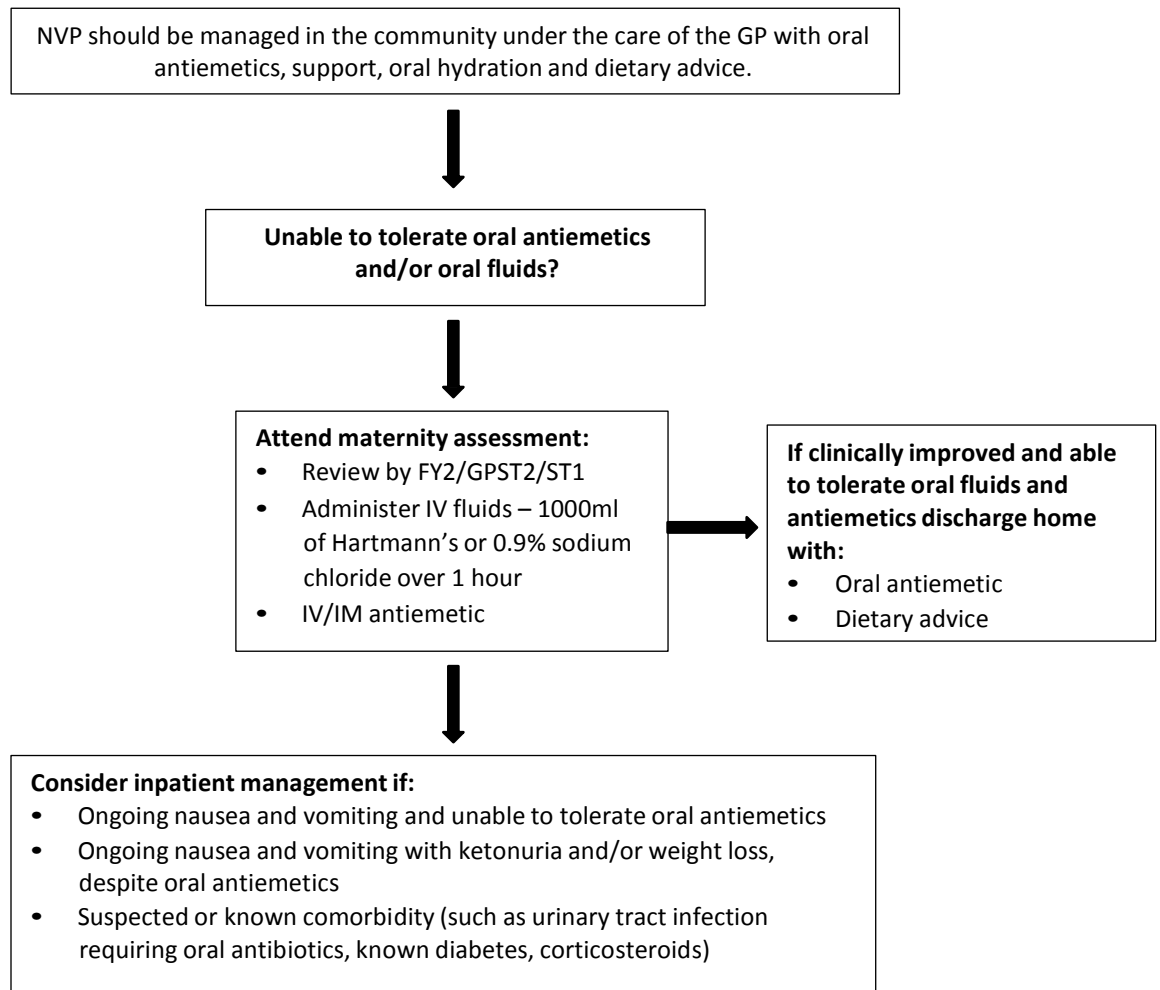 NVP should be managed in the community under the care of the GP with oral
antiemetics, support, oral hydration and dietary advice.
Unable to tolerate oral antiemetics
and/or oral fluids?
Attend maternity assessment:
• Review by FY2/GPST2/ST1
• Administer IV fluids – 1000ml
of Hartmann’s or 0.9% sodium
chloride over 1 hour
• IV/IM antiemetic
If clinically improved and able
to tolerate oral fluids and
antiemetics discharge home
with:
• Oral antiemetic
• Dietary advice
Consider inpatient management if:
• Ongoing nausea and vomiting and unable to tolerate oral antiemetics
• Ongoing nausea and vomiting with ketonuria and/or weight loss,
despite oral antiemetics
• Suspected or known comorbidity (such as urinary tract infection
requiring oral antibiotics, known diabetes, corticosteroids)